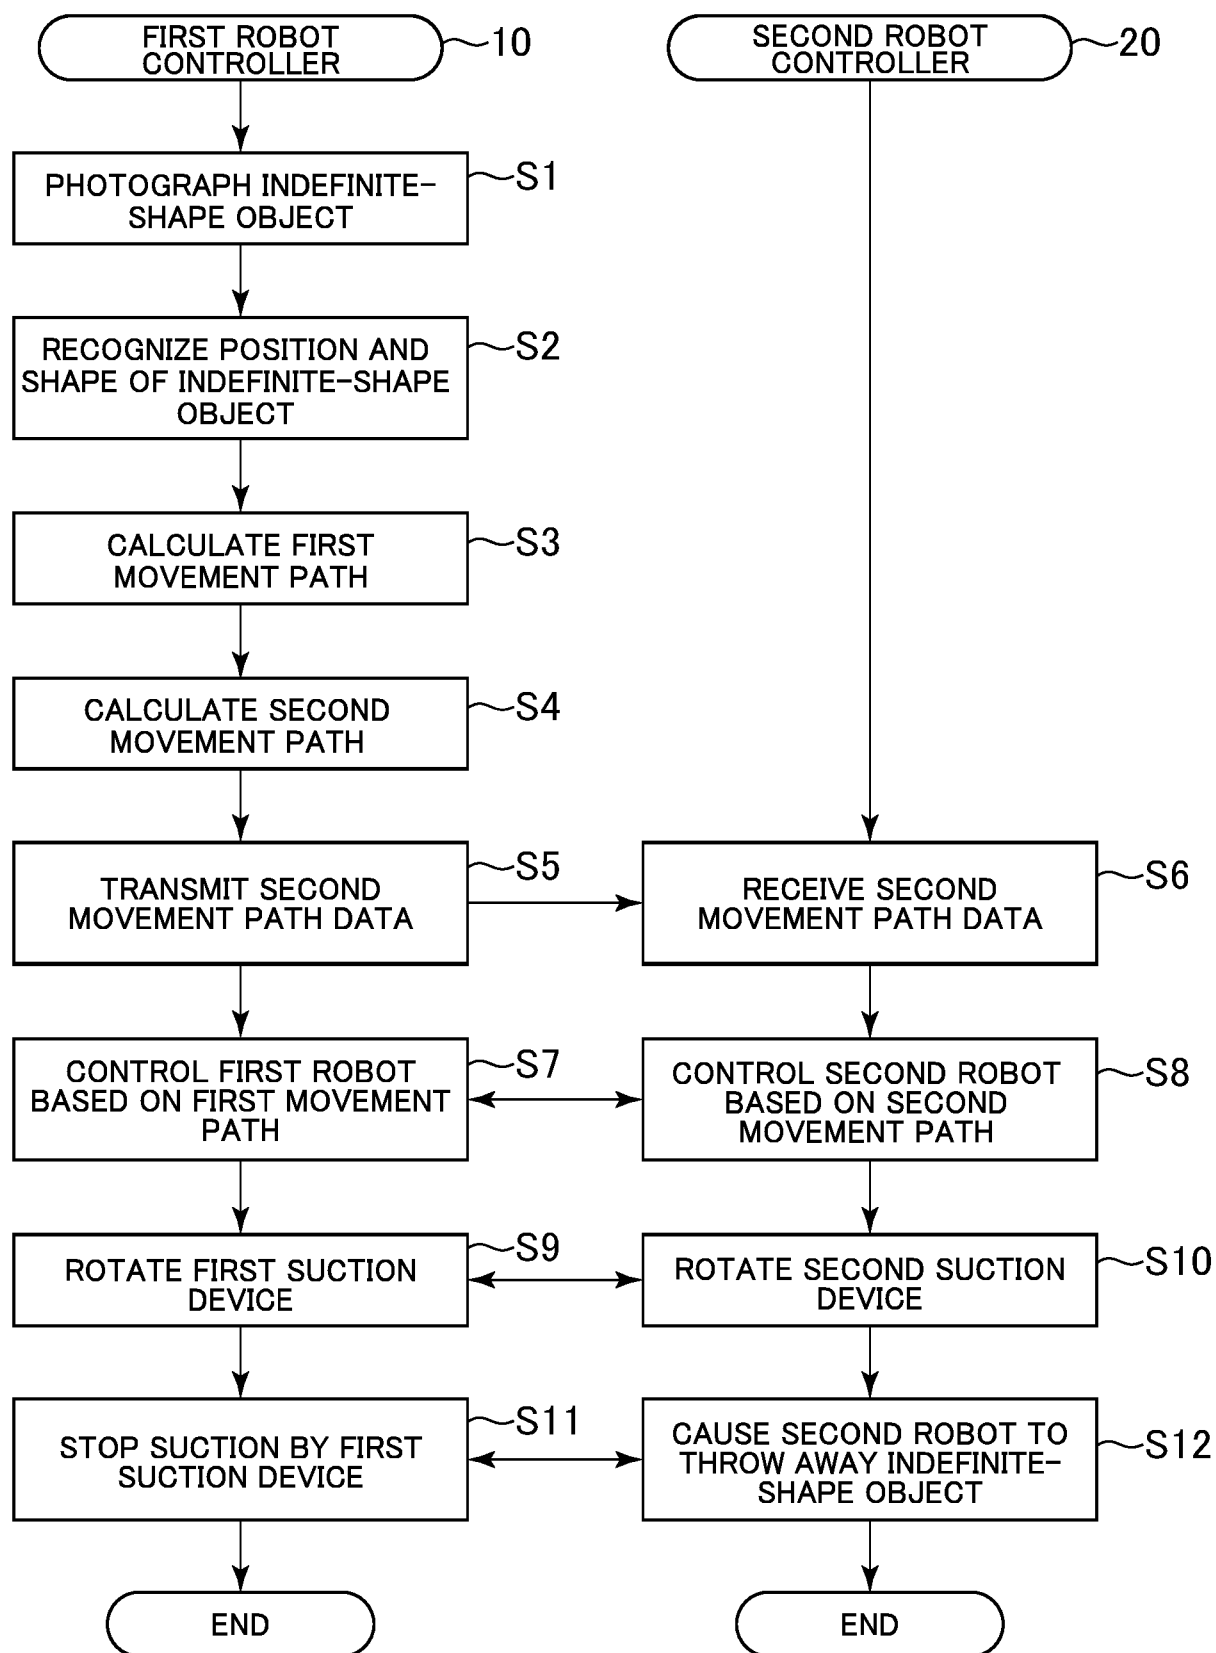 FIRST ROBOT
CONTROLLER
10
SECOND ROBOT
CONTROLLER
20
PHOTOGRAPH INDEFINITE-
SHAPE OBJECT
S1
RECOGNIZE POSITION AND
SHAPE OF INDEFINITE-SHAPE
OBJECT
S2
CALCULATE FIRST
MOVEMENT PATH
S3
CALCULATE SECOND
MOVEMENT PATH
S4
TRANSMIT SECOND
MOVEMENT PATH DATA
S5
RECEIVE SECOND
MOVEMENT PATH DATA
S6
CONTROL FIRST ROBOT
BASED ON FIRST MOVEMENT
PATH
S7
CONTROL SECOND ROBOT
BASED ON SECOND
MOVEMENT PATH
S8
ROTATE FIRST SUCTION
DEVICE
S9
ROTATE SECOND SUCTION
DEVICE
S10
STOP SUCTION BY FIRST
SUCTION DEVICE
S11
CAUSE SECOND ROBOT TO
THROW AWAY INDEFINITE-
SHAPE OBJECT
S12
END
END